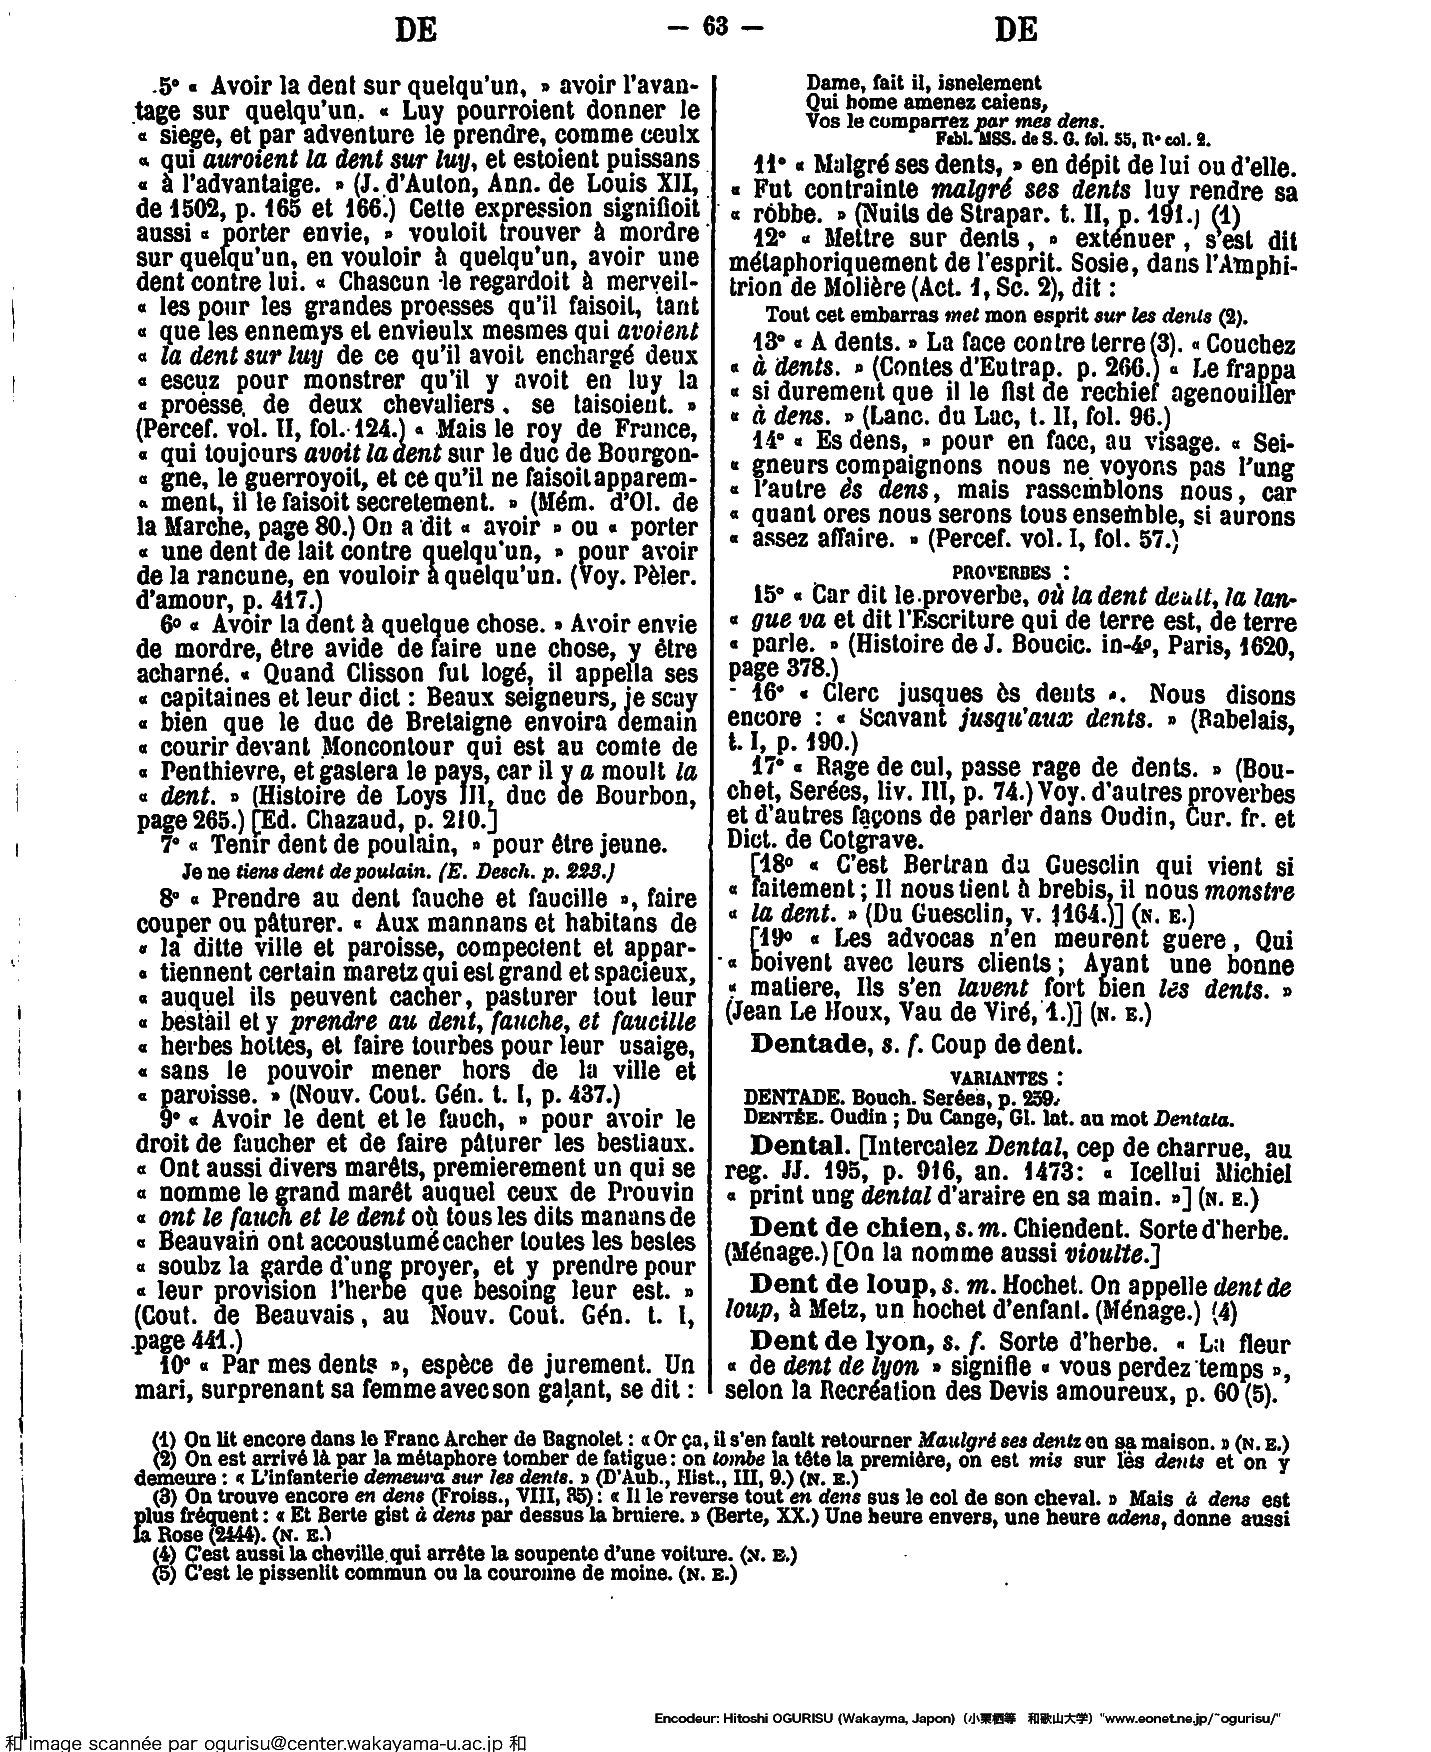 DE — 63 — DE
5° « Avoir la dent sur quelqu'un, » avoir l'avan-
tage sur quelqu'un. « Luy pourroient donner le
« siege, et par adventure le prendre, comme ceulx
« qui auroient la dent sur luy, et estoient puissans
« à l'advantaige. » (J. d'Auton, Ann. de Louis XII,
de 1502, p. 165 et 166.) Cette expression signifioit
aussi « porter envie, » vouloit trouver à mordre
sur quelqu'un, en vouloir à quelqu'un, avoir une
dent contre lui. « Chascun le regardoit à merveil-
« les pour les grandes proesses qu'il faisoit, tant
« que les ennemys et envieulx mesmes qui avoient
« la dent sur luy de ce qu'il avoit enchargé deux
« escuz pour monstrer qu'il y avoit en luy la
« proesse de deux chevaliers, se taisoient. »
(Percef. vol. II, fol. 124.) « Mais le roy de France,
« qui toujours avoit la dent sur le duc de Bourgon-
« gne, le guerroyoit, et ce qu'il ne faisoit apparem-
« ment, il le faisoit secretement. » (Mém. d'Ol. de
la Marche, page 80.) On a dit « avoir » ou « porter
« une dent de lait contre quelqu'un, » pour avoir
de la rancune, en vouloir à quelqu'un. (Voy. Pèler.
d'amour, p. 417.)
6° « Avoir la dent à quelque chose. » Avoir envie
de mordre, être avide de faire une chose, y être
acharné. « Quand Clisson fut logé, il appella ses
« capitaines et leur dict : Beaux seigneurs, je scay
« bien que le duc de Bretaigne envoira demain
« courir devant Moncontour qui est au comte de
« Penthievre, et gastera le pays, car il y a moult la
« dent. » (Histoire de Loys III, duc de Bourbon,
page 265.) [Ed. Chazaud, p. 210.]
7° « Tenir dent de poulain, » pour être jeune.
Je ne tiens dent de poulain. (E. Desch. p. 223.)
8° « Prendre au dent fauche et faucille », faire
couper ou pâturer. « Aux mannans et habitans de
« la ditte ville et paroisse, compectent et appar-
« tiennent certain maretz qui est grand et spacieux,
« auquel ils peuvent cacher, pasturer tout leur
« bestail et y prendre au dent, fauche, et faucille
« herbes hottes, et faire tourbes pour leur usaige,
« sans le pouvoir mener hors de la ville et
« paroisse. » (Nouv. Cout. Gén. t. I, p. 437.)
9° « Avoir le dent et le fauch, » pour avoir le
droit de faucher et de faire pâturer les bestiaux.
« Ont aussi divers marêts, premierement un qui se
« nomme le grand marêt auquel ceux de Prouvin
« ont le fauch et le dent où tous les dits manans de
« Beauvain ont accoustumé cacher toutes les bestes
« soubz la garde d'ung proyer, et y prendre pour
« leur provision l'herbe que besoing leur est. »
(Cout. de Beauvais, au Nouv. Cout. Gén. t. I,
page 441.)
10° « Par mes dents », espèce de jurement. Un
mari, surprenant sa femme avec son galant, se dit :
Dame, fait il, isnelement
Qui home amenez caiens,
Vos le comparrez par mes dens.
Fabl. MSS. de S. G. fol. 55, R° col. 2.
11° « Malgré ses dents, » en dépit de lui ou d'elle.
« Fut contrainte malgré ses dents luy rendre sa
« robbe. » (Nuits de Strapar. t. II, p. 191.) (1)
12° « Mettre sur dents, » exténuer, s'est dit
métaphoriquement de l'esprit. Sosie, dans l'Amphi-
trion de Molière (Act. 1, Sc. 2), dit :
Tout cet embarras met mon esprit sur les dents (2).
13° « A dents. » La face contre terre (3). « Couchez
« à dents. » (Contes d'Eutrap. p. 266.) « Le frappa
« si durement que il le fist de rechief agenouiller
« à dens. » (Lanc. du Lac, t. II, fol. 96.)
14° « Es dens, » pour en face, au visage. « Sei-
« gneurs compaignons nous ne voyons pas l'ung
« l'autre ès dens, mais rassemblons nous, car
« quant ores nous serons tous ensemble, si aurons
« assez affaire. » (Percef. vol. I, fol. 57.)
PROVERBES :
15° « Car dit le proverbe, où la dent deult, la lan-
« gue va et dit l'Escriture qui de terre est, de terre
« parle. » (Histoire de J. Boucic. in-4°, Paris, 1620,
page 378.)
16° « Clerc jusques ès dents ». Nous disons
encore : « Scavant jusqu'aux dents. » (Rabelais,
t. I, p. 190.)
17° « Rage de cul, passe rage de dents. » (Bou-
chet, Serées, liv. III, p. 74.) Voy. d'autres proverbes
et d'autres façons de parler dans Oudin, Cur. fr. et
Dict. de Cotgrave.
[18° « C'est Bertran du Guesclin qui vient si
« faitement ; Il nous tient à brebis, il nous monstre
« la dent. » (Du Guesclin, v. 1164.)] (N. E.)
[19° « Les advocas n'en meurent guere, Qui
« boivent avec leurs clients ; Ayant une bonne
« matiere, Ils s'en lavent fort bien les dents. »
(Jean Le Houx, Vau de Viré, 1.)] (N. E.)
Dentade, s. f. Coup de dent.
VARIANTES :
DENTADE. Bouch. Serées, p. 259.
DENTÉE. Oudin ; Du Cange, Gl. lat. au mot Dentata.
Dental. [Intercalez Dental, cep de charrue, au
reg. JJ. 195, p. 916, an. 1473: « Icellui Michiel
« print ung dental d'araire en sa main. »] (N. E.)
Dent de chien, s. m. Chiendent. Sorte d'herbe.
(Ménage.) [On la nomme aussi vioulte.]
Dent de loup, s. m. Hochet. On appelle dent de
loup, à Metz, un hochet d'enfant. (Ménage.) (4)
Dent de lyon, s. f. Sorte d'herbe. « La fleur
« de dent de lyon » signifie « vous perdez temps »,
selon la Recréation des Devis amoureux, p. 60 (5).
(1) On lit encore dans le Franc Archer de Bagnolet : « Or ça, il s'en fault retourner Maulgré ses dentz en sa maison. » (N. E.)
(2) On est arrivé là par la métaphore tomber de fatigue : on tombe la tête la première, on est mis sur les dents et on y
demeure : « L'infanterie demeura sur les dents. » (D'Aub., Hist., III, 9.) (N. E.)
(3) On trouve encore en dens (Froiss., VIII, 35) : « Il le reverse tout en dens sus le col de son cheval. » Mais à dens est
plus fréquent : « Et Berte gist à dens par dessus la bruiere. » (Berte, XX.) Une heure envers, une heure adens, donne aussi
la Rose (2444). (N. E.)
(4) C'est aussi la cheville qui arrête la soupente d'une voiture. (N. E.)
(5) C'est le pissenlit commun ou la couronne de moine. (N. E.)
Encodeur: Hitoshi OGURISU (Wakayma, Japon) (小栗栖等 和歌山大学) "www.eonet.ne.jp/~ogurisu/"
和 image scannée par ogurisu@center.wakayama-u.ac.jp 和